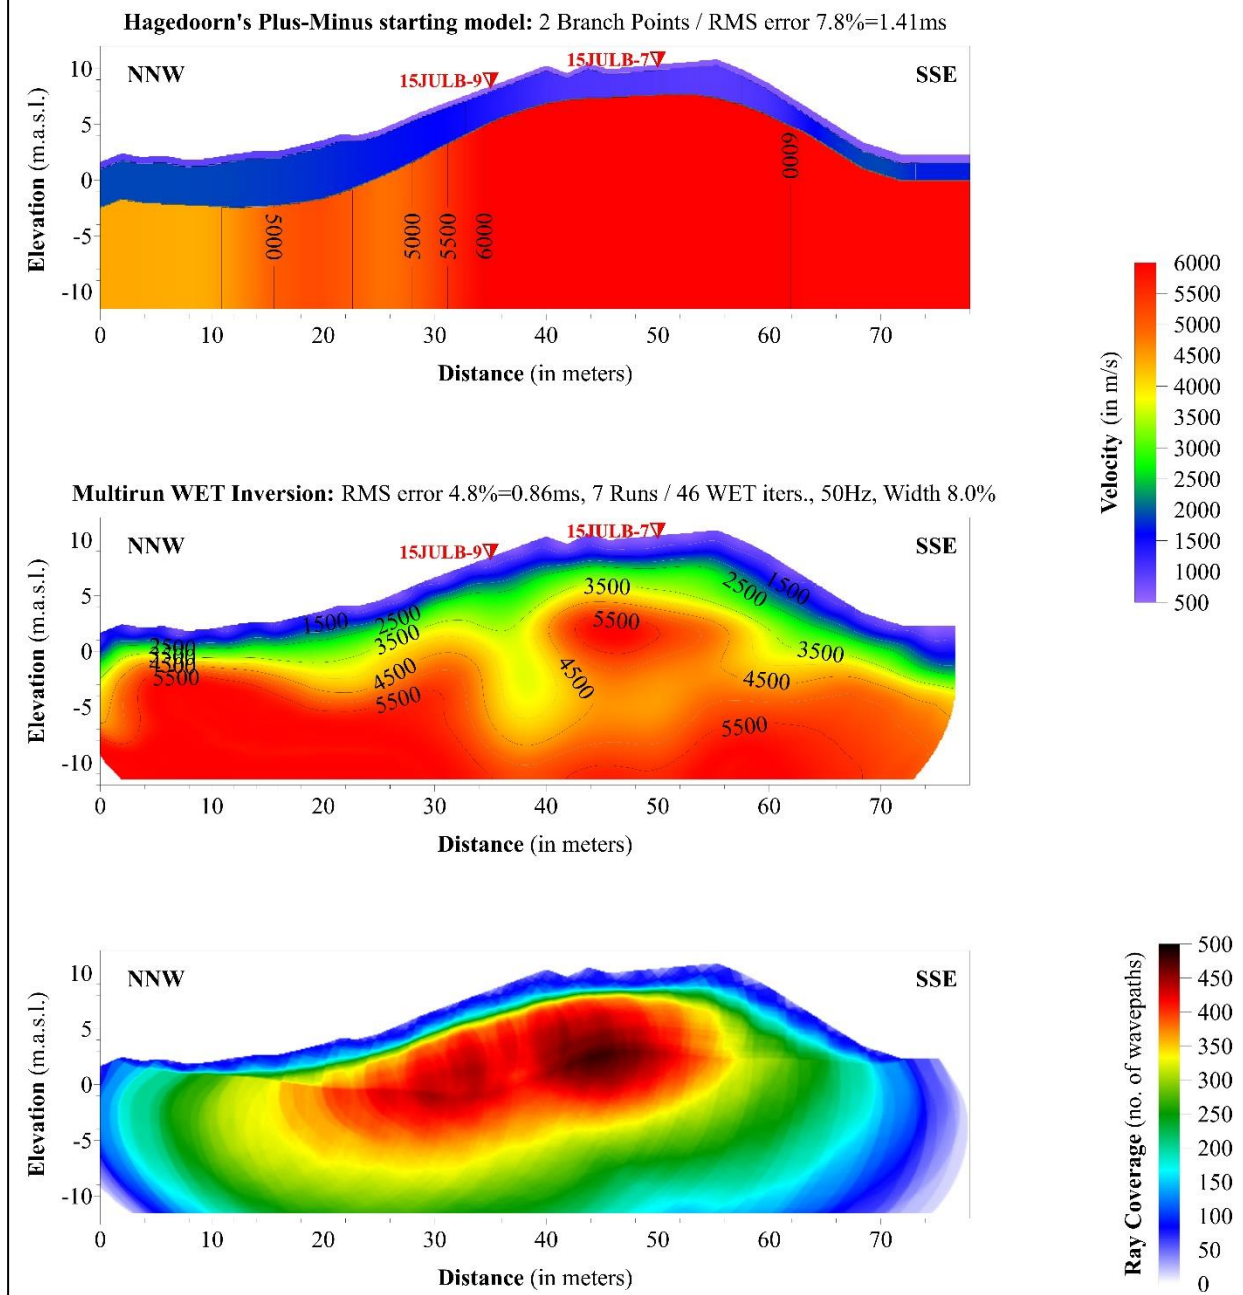 Hagedoorn's Plus-Minus starting model: 2 Branch Points / RMS error 7.8%=1.41ms
NNW
15JULB-9
15JULB-7
SSE
10
5
0
-5
-10
Elevation (m.a.s.l.)
5000
5000
5500
6000
6000
0 10 20 30 40 50 60 70
Distance (in meters)
Velocity (in m/s)
6000
5500
5000
4500
4000
3500
3000
2500
2000
1500
1000
500
Multirun WET Inversion: RMS error 4.8%=0.86ms, 7 Runs / 46 WET iters., 50Hz, Width 8.0%
NNW
15JULB-9
15JULB-7
SSE
10
5
0
-5
-10
Elevation (m.a.s.l.)
2500
3500
4500
5500
1500
2500
3500
4500
5500
3500
5500
4500
2500
1500
3500
4500
5500
0 10 20 30 40 50 60 70
Distance (in meters)
NNW
SSE
10
5
0
-5
-10
Elevation (m.a.s.l.)
0 10 20 30 40 50 60 70
Distance (in meters)
Ray Coverage (no. of wavepaths)
500
450
400
350
300
250
200
150
100
50
0